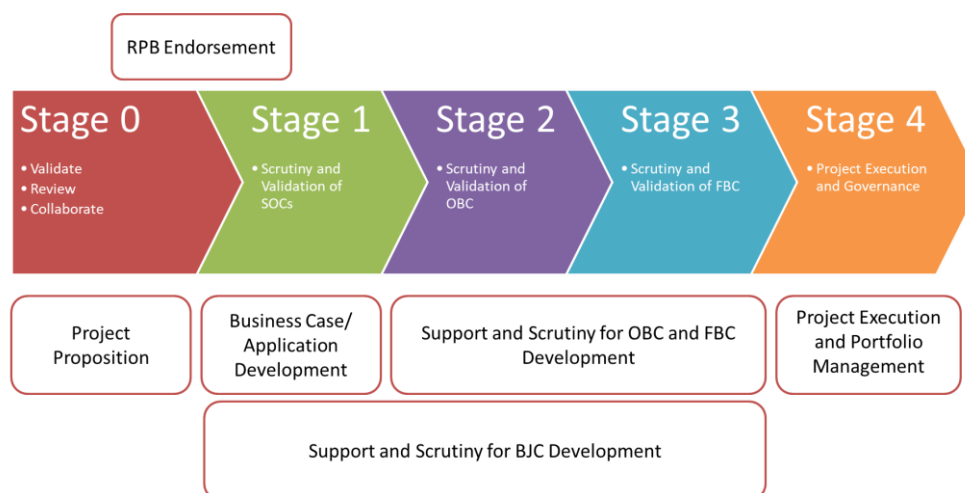 RPB Endorsement
Stage 0
• Validate
• Review
• Collaborate
Stage 1
• Scrutiny and
Validation of
SOCs
Stage 2
• Scrutiny and
Validation of
OBC
Stage 3
• Scrutiny and
Validation of FBC
Stage 4
• Project Execution
and Governance
Project
Proposition
Business Case/
Application
Development
Support and Scrutiny for OBC and FBC
Development
Project Execution
and Portfolio
Management
Support and Scrutiny for BJC Development